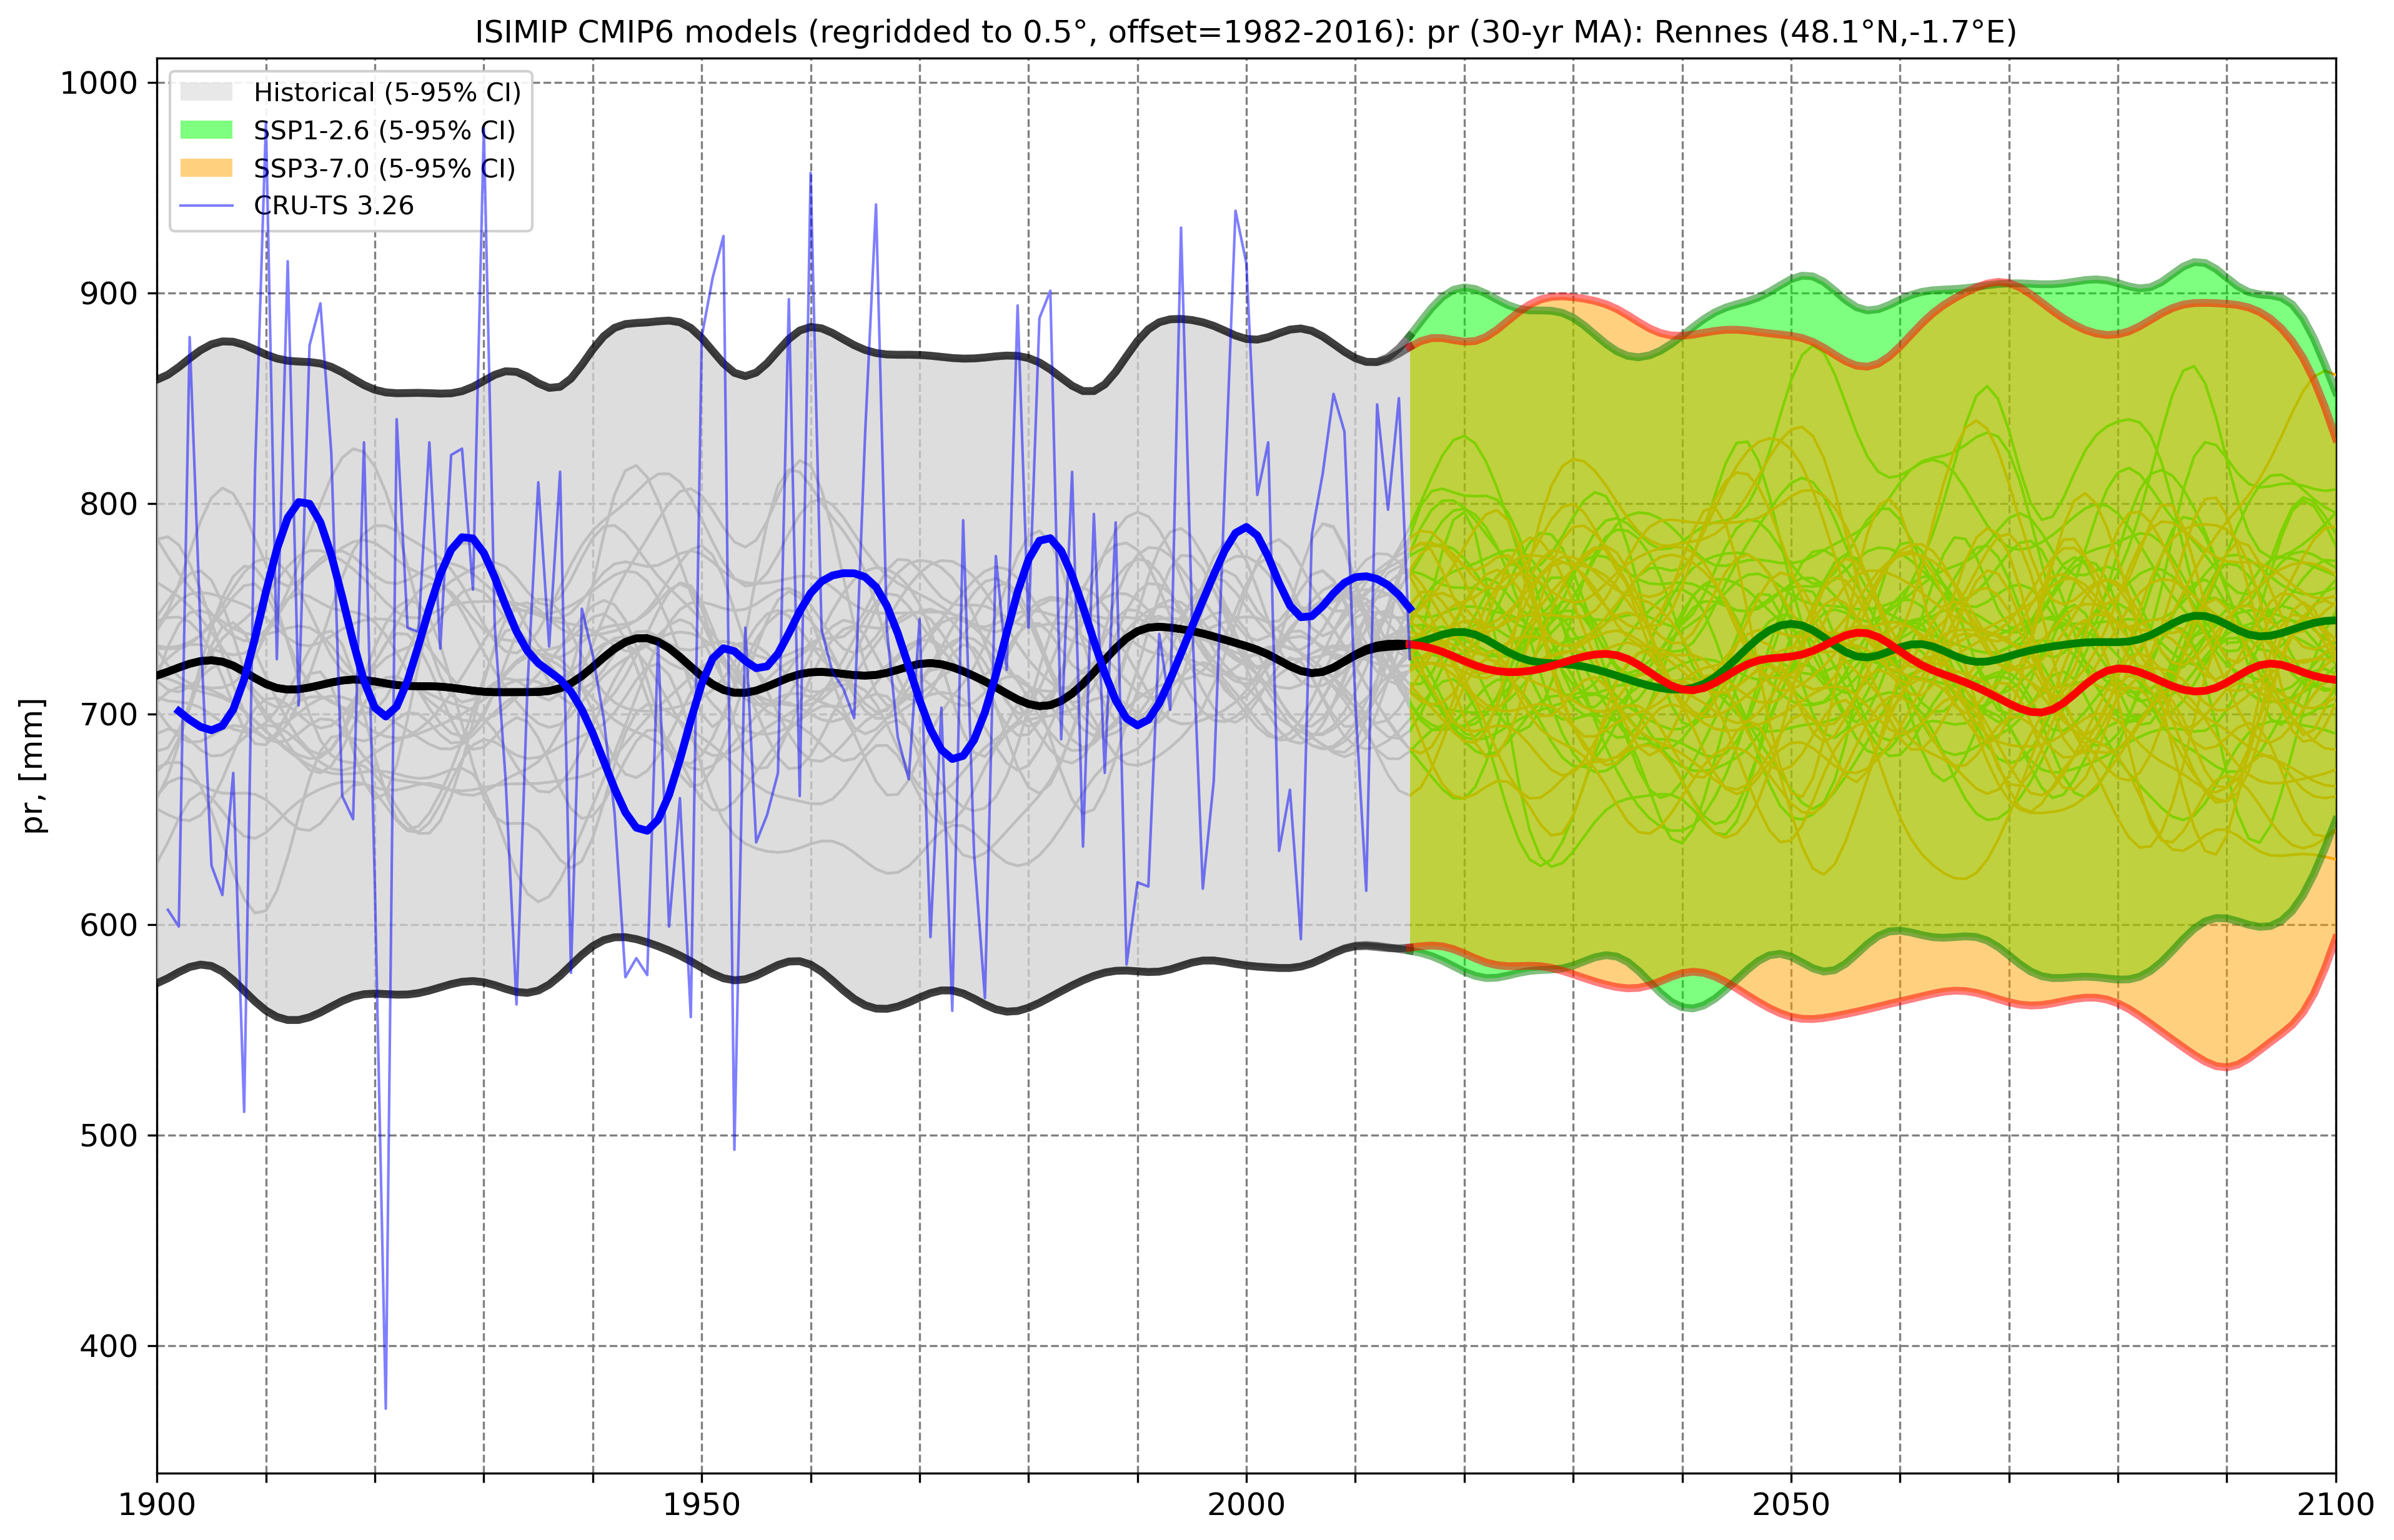 ISIMIP CMIP6 models (regridded to 0.5°, offset=1982-2016): pr (30-yr MA): Rennes (48.1°N,-1.7°E)
Historical (5-95% CI)
SSP1-2.6 (5-95% CI)
SSP3-7.0 (5-95% CI)
CRU-TS 3.26
pr, [mm]
1000
900
800
700
600
500
400
1900 1950 2000 2050 2100